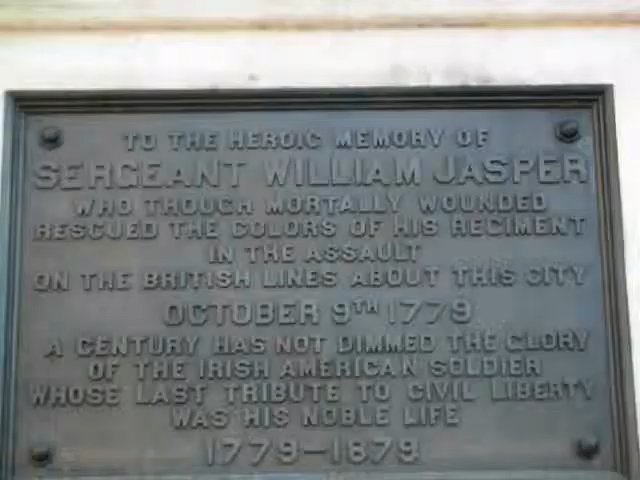 TO THE HEROIC MEMORY OF
SERGEANT WILLIAM JASPER
WHO THOUGH MORTALLY WOUNDED
RESCUED THE COLORS OF HIS REGIMENT
IN THE ASSAULT
ON THE BRITISH LINES ABOUT THIS CITY
OCTOBER 9TH 1779
A CENTURY HAS NOT DIMMED THE GLORY
OF THE IRISH AMERICAN SOLDIER
WHOSE LAST TRIBUTE TO CIVIL LIBERTY
WAS HIS NOBLE LIFE
1779-1879